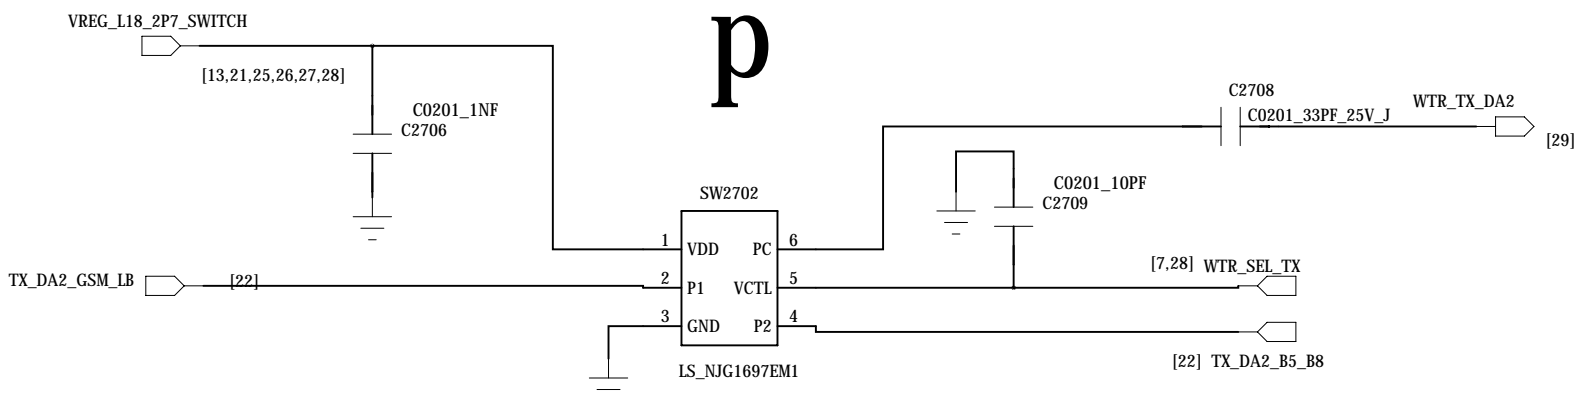 p
VREG_L18_2P7_SWITCH
[13,21,25,26,27,28]
C0201_1NF
C2706
C2708
C0201_33PF_25V_J
WTR_TX_DA2
[29]
C0201_10PF
C2709
SW2702
1 VDD PC 6
2 P1 VCTL 5
3 GND P2 4
LS_NJG1697EM1
TX_DA2_GSM_LB [22]
[7,28] WTR_SEL_TX
[22] TX_DA2_B5_B8